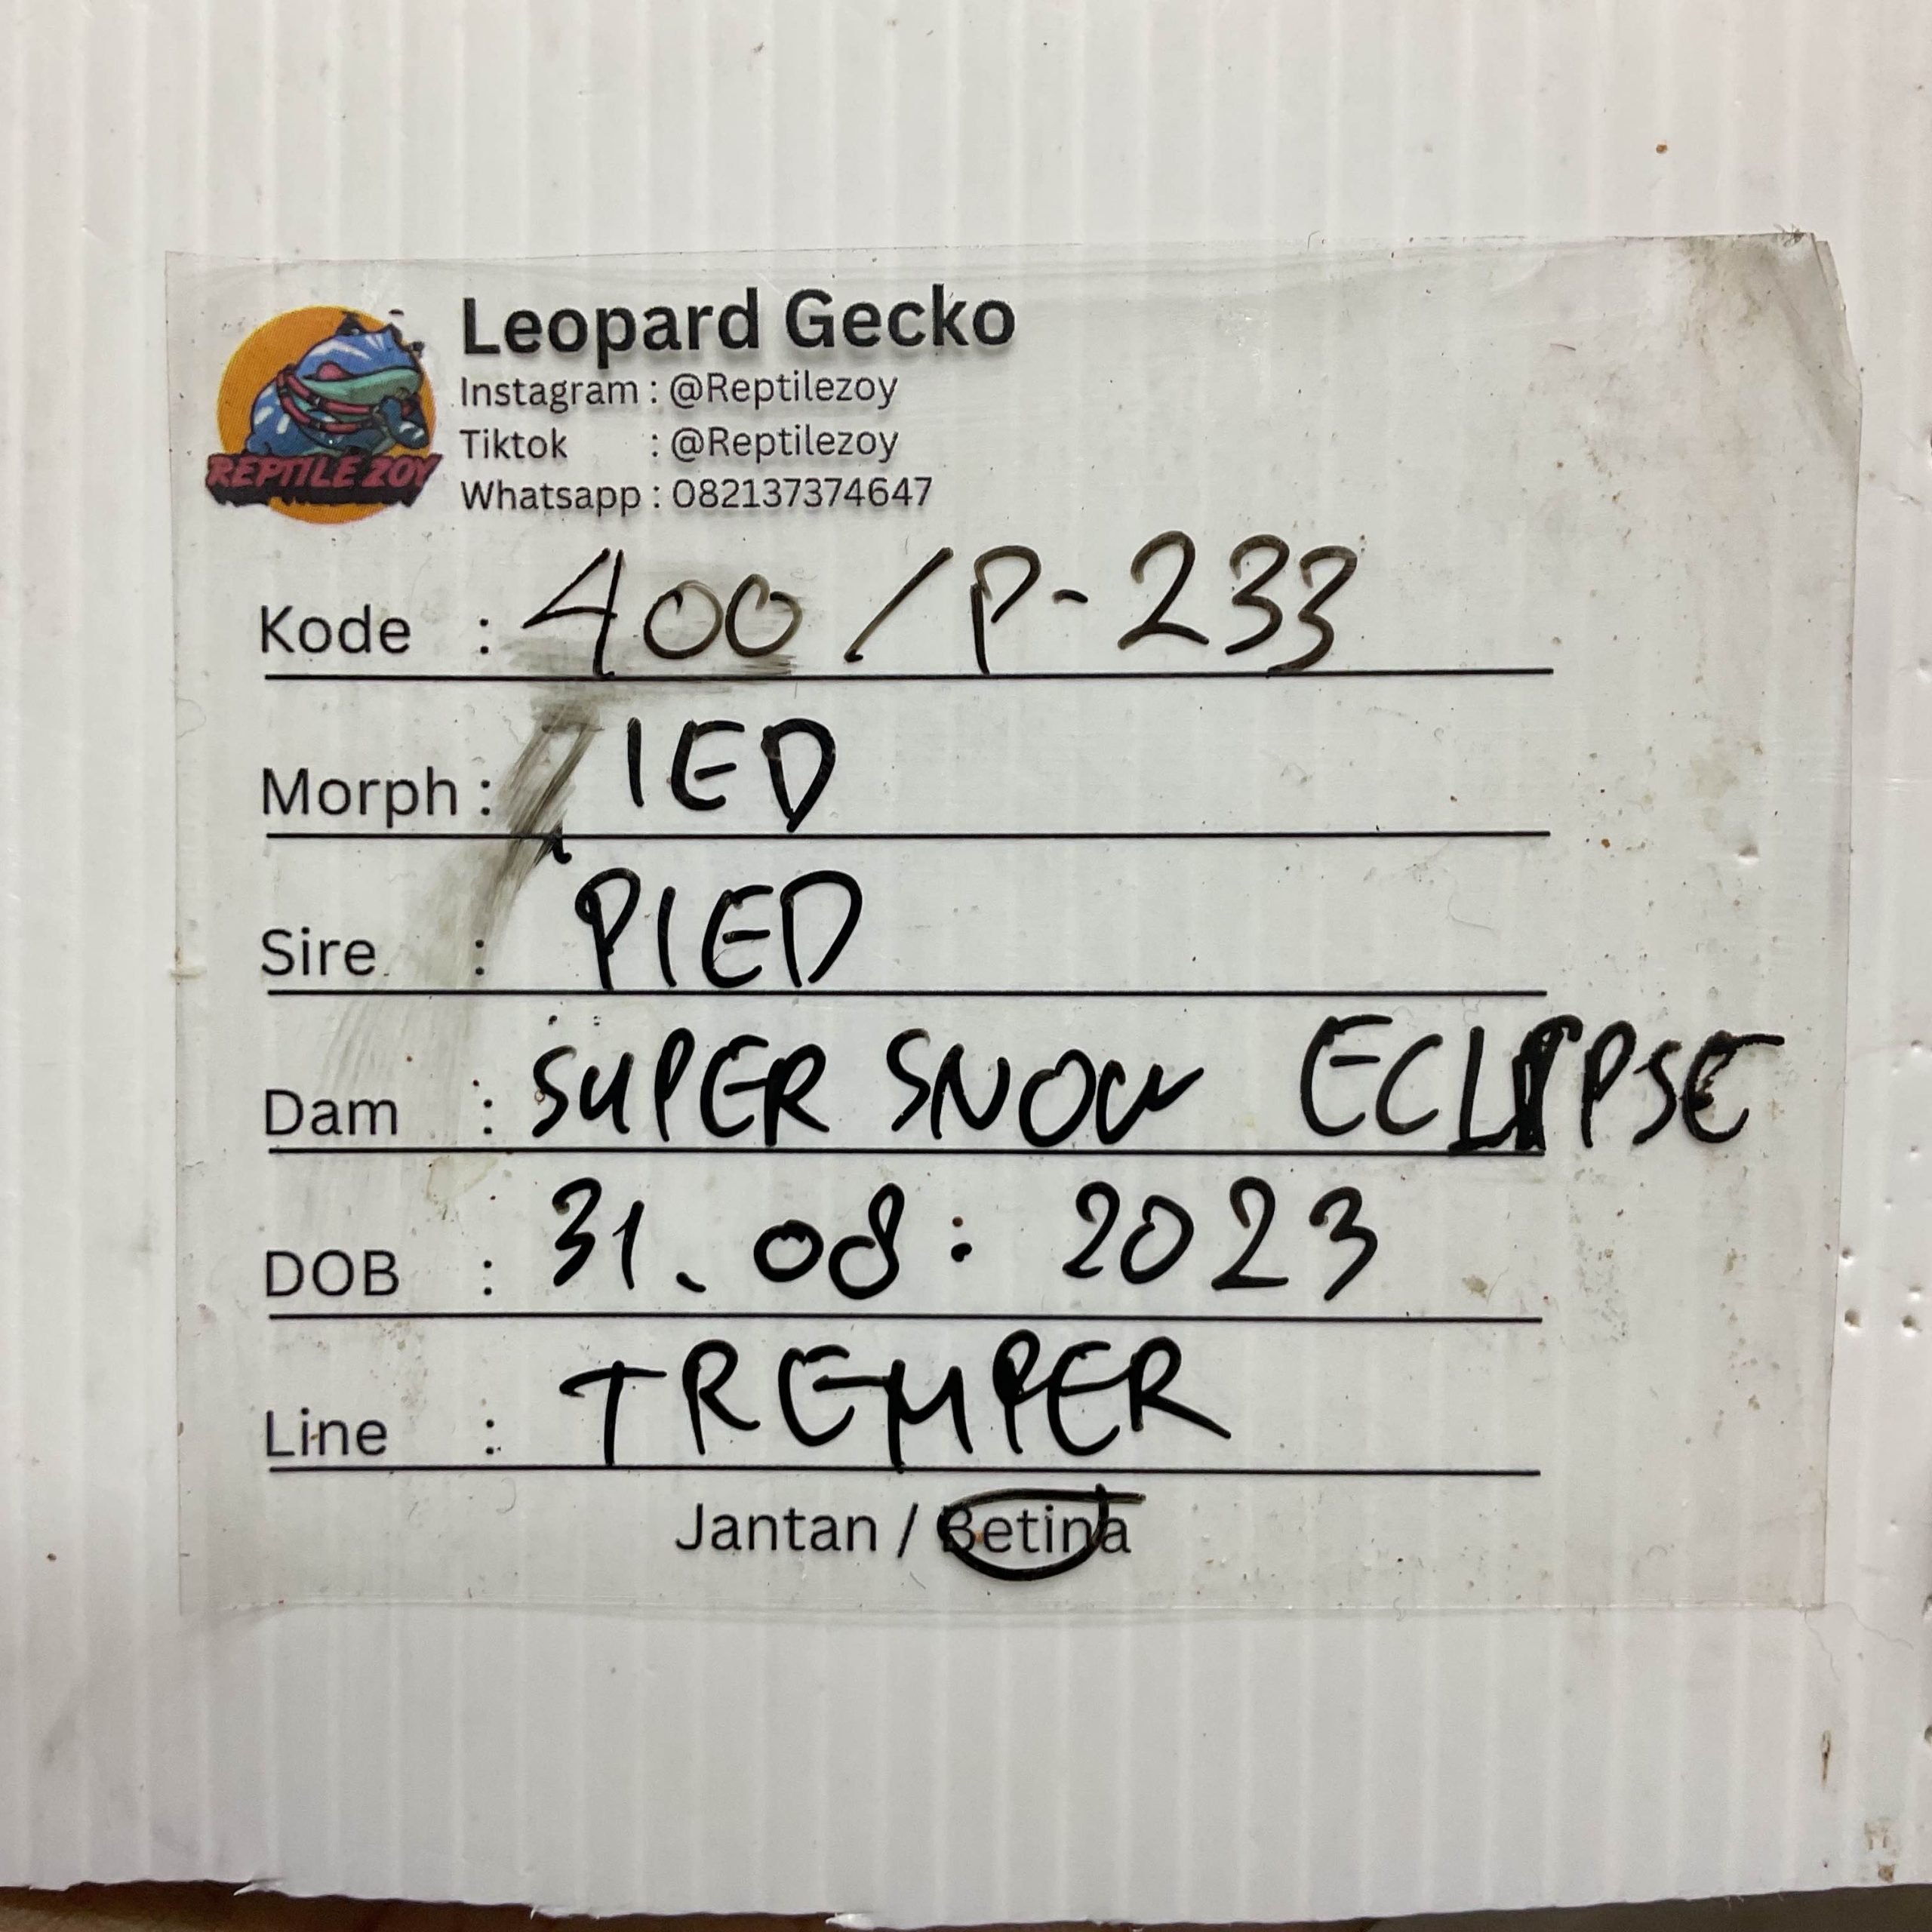 Leopard Gecko
Instagram : @Reptilezoy
Tiktok : @Reptilezoy
Whatsapp : 082137374647
REPTILE ZOY
Kode : 400 / P-233
Morph : IED
Sire : PIED
Dam : SUPER SNOW ECLIPSE
DOB : 31. 08 : 2023
Line : TREMPER
Jantan / Betina